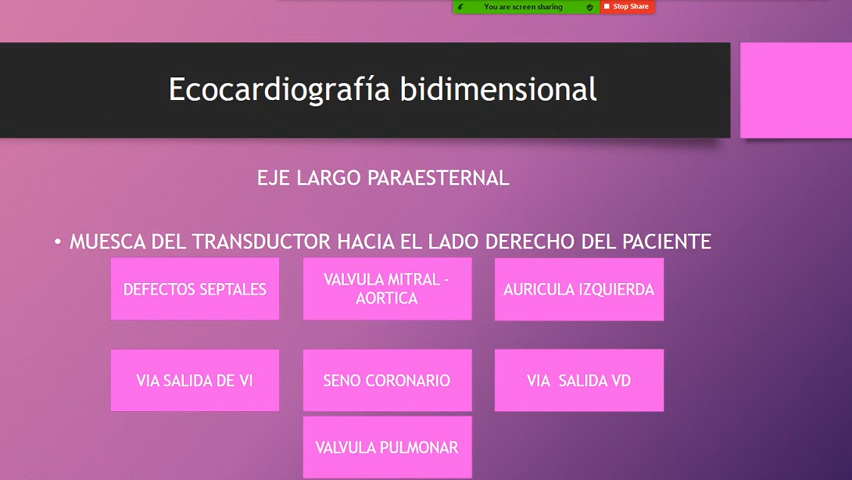 You are screen sharing
Stop Share
Ecocardiografía bidimensional
EJE LARGO PARAESTERNAL
• MUESCA DEL TRANSDUCTOR HACIA EL LADO DERECHO DEL PACIENTE
DEFECTOS SEPTALES
VALVULA MITRAL -
AORTICA
AURICULA IZQUIERDA
VIA SALIDA DE VI
SENO CORONARIO
VIA SALIDA VD
VALVULA PULMONAR